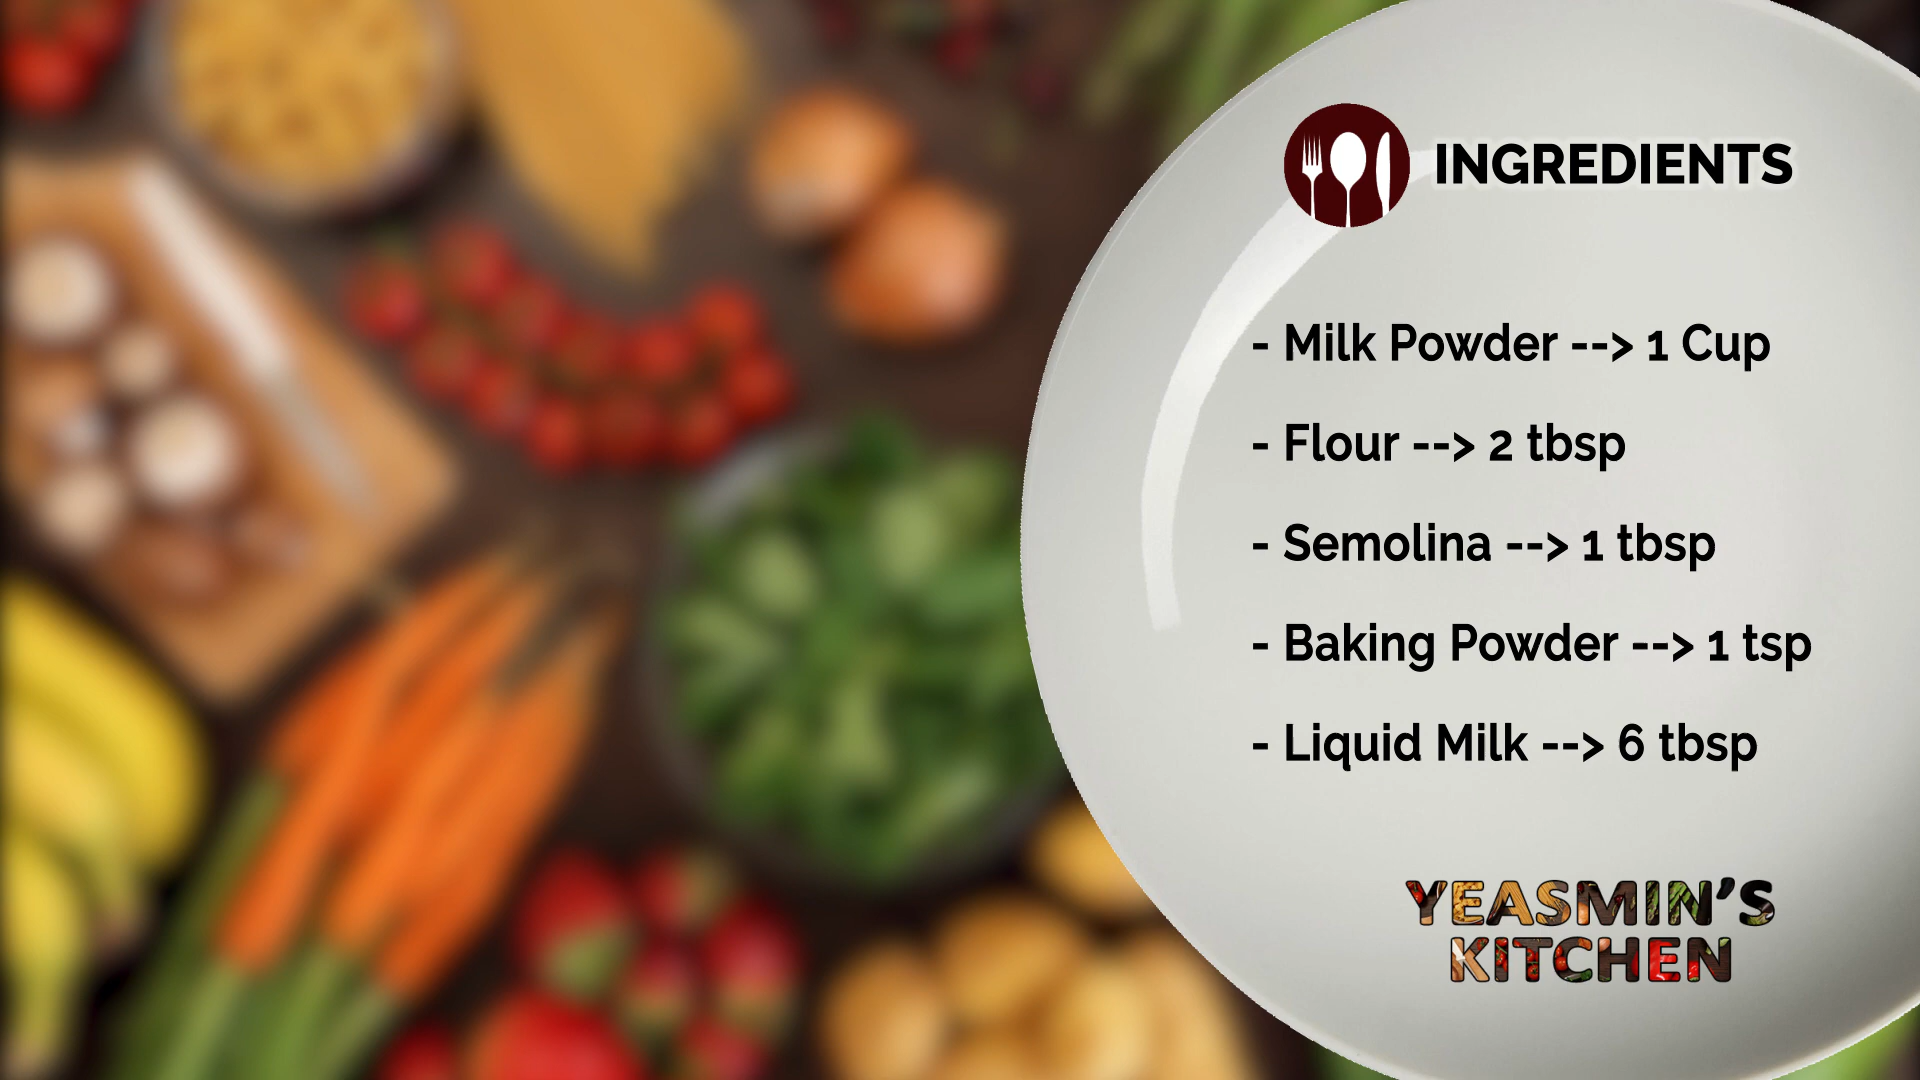 INGREDIENTS
- Milk Powder --> 1 Cup
- Flour --> 2 tbsp
- Semolina --> 1 tbsp
- Baking Powder --> 1 tsp
- Liquid Milk --> 6 tbsp
YEASMIN'S
KITCHEN